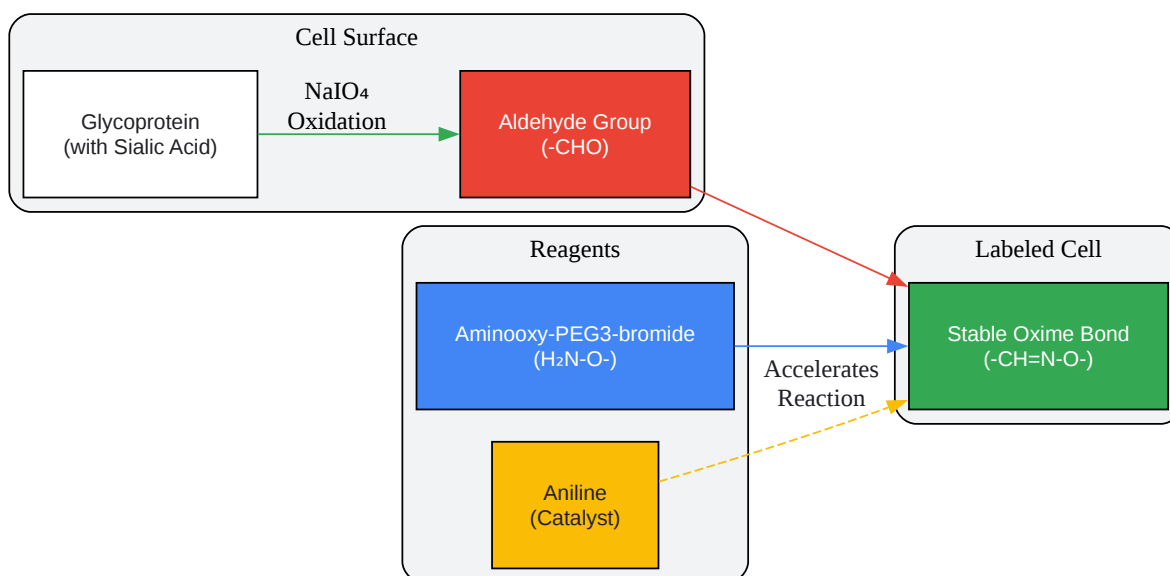 Cell Surface
Glycoprotein
(with Sialic Acid)
NaIO₄
Oxidation
Aldehyde Group
(-CHO)
Reagents
Aminooxy-PEG3-bromide
(H₂N-O-)
Accelerates
Reaction
Aniline
(Catalyst)
Labeled Cell
Stable Oxime Bond
(-CH=N-O-)